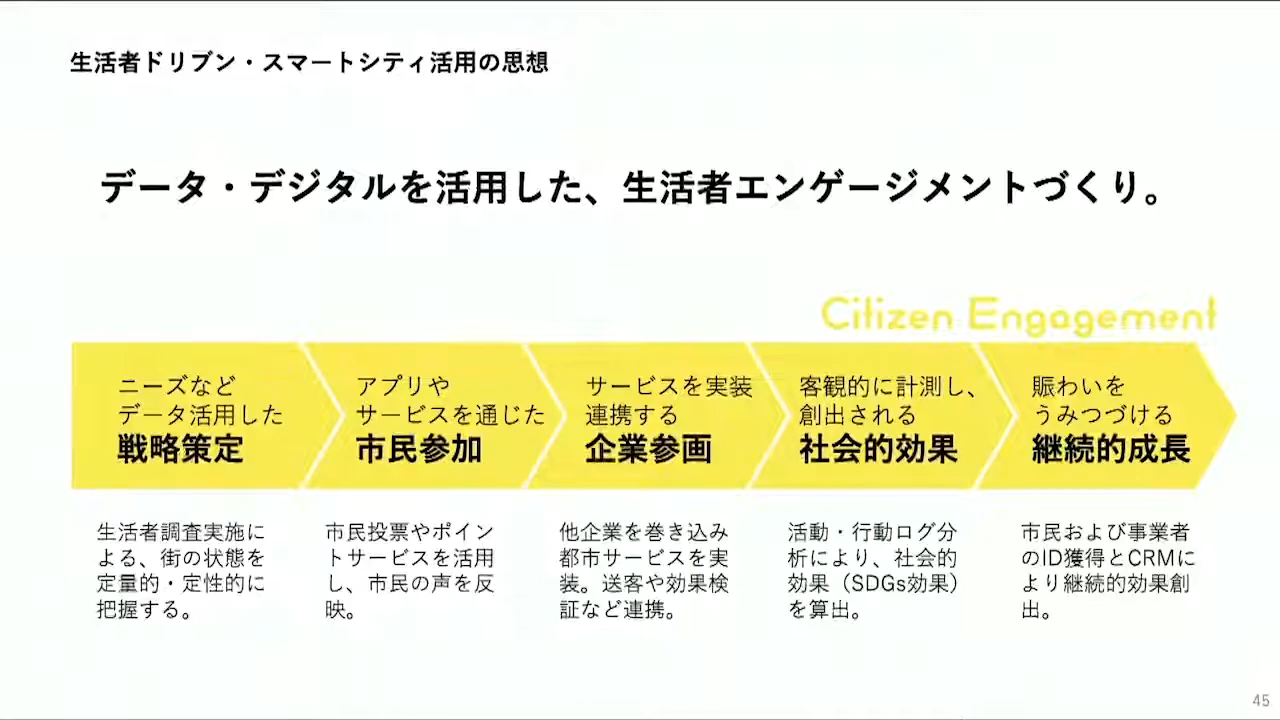 生活者ドリブン・スマートシティ活用の思想
データ・デジタルを活用した、生活者エンゲージメントづくり。
Citizen Engagement
ニーズなど
データ活用した
戦略策定
アプリや
サービスを通じた
市民参加
サービスを実装
連携する
企業参画
客観的に計測し、
創出される
社会的効果
賑わいを
うみつづける
継続的成長
生活者調査実施に
よる、街の状態を
定量的・定性的に
把握する。
市民投票やポイン
トサービスを活用
し、市民の声を反
映。
他企業を巻き込み
都市サービスを実
装。送客や効果検
証など連携。
活動・行動ログ分
析により、社会的
効果（SDGs効果）
を算出。
市民および事業者
のID獲得とCRMに
より継続的効果創
出。
45